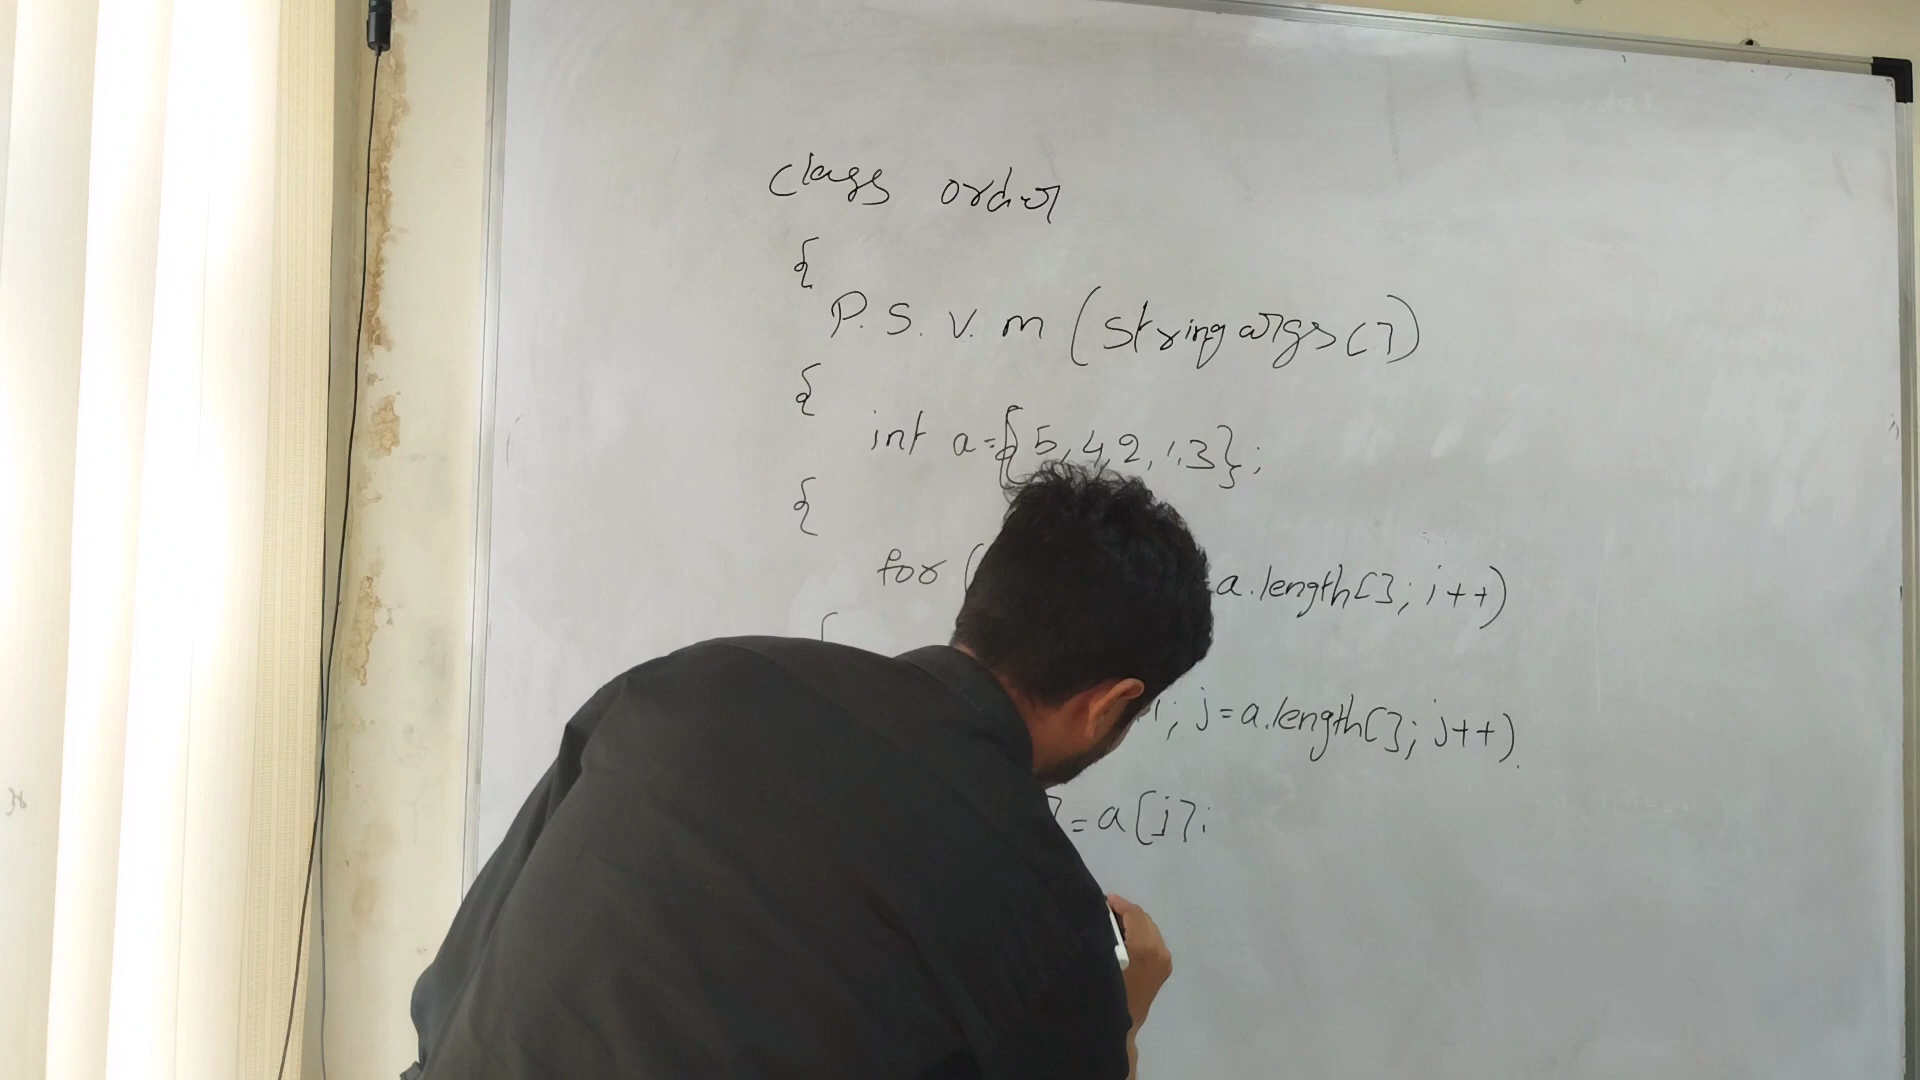 class order
{
P.S.V.m (string args[])
{
int a={5,4,2,1,3};
{
for ( a.length[]; i++)
{
i; j=a.length[]; j++).
]=a[j];